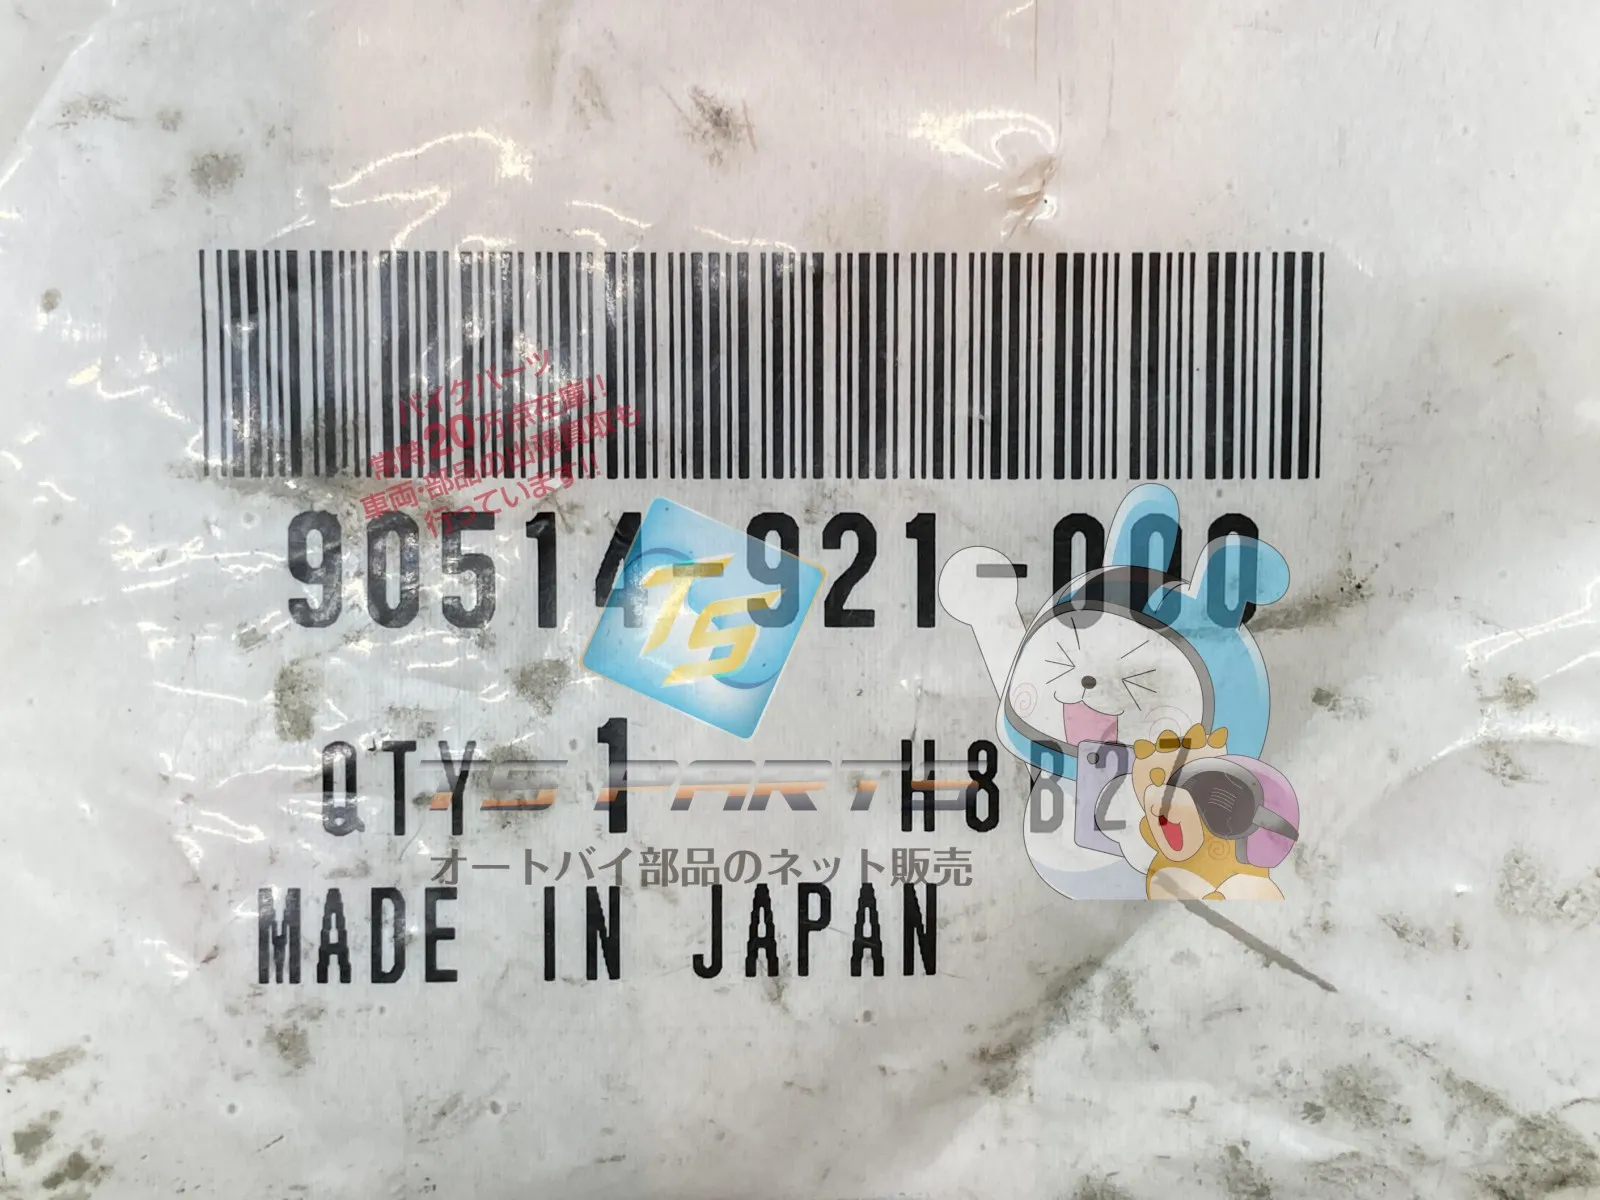 バイクパーツ
常時20万点在庫!!
車両・部品の出張買取も
行っています!!
90514-921-000
TS
QTY 1 H8B27
TS PARTS
オートバイ部品のネット販売
MADE IN JAPAN